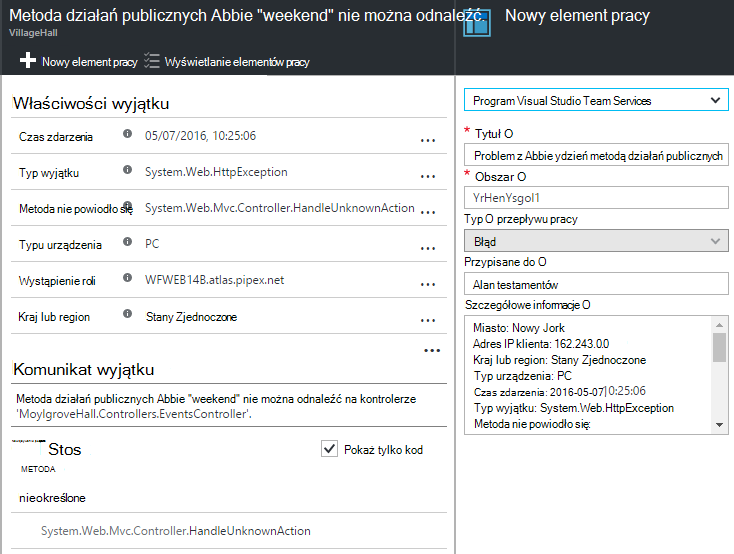 Metoda działań publicznych Abbie "weekend" nie można odnaleźć.
VillageHall
Nowy element pracy
Wyświetlanie elementów pracy
Właściwości wyjątku
Czas zdarzenia 05/07/2016, 10:25:06 ...
Typ wyjątku System.Web.HttpException ...
Metoda nie powiodło się System.Web.Mvc.Controller.HandleUnknownAction ...
Typu urządzenia PC ...
Wystąpienie roli WFWEB14B.atlas.pipex.net ...
Kraj lub region Stany Zjednoczone ...
...
Komunikat wyjątku
Metoda działań publicznych Abbie "weekend" nie można odnaleźć na kontrolerze
'MoylgroveHall.Controllers.EventsController'.
Stos
Pokaż tylko kod
METODA
nieokreślone
System.Web.Mvc.Controller.HandleUnknownAction
Nowy element pracy
Program Visual Studio Team Services
* Tytuł O
Problem z Abbie ydzień metodą działań publicznych
* Obszar O
YrHenYsgol1
Typ O przepływu pracy
Błąd
Przypisane do O
Alan testamentów
Szczegółowe informacje O
Miasto: Nowy Jork
Adres IP klienta: 162.243.0.0
Kraj lub region: Stany Zjednoczone
Typ urządzenia: PC
Czas zdarzenia: 2016-05-07 10:25:06
Typ wyjątku: System.Web.HttpException
Metoda nie powiodło się: